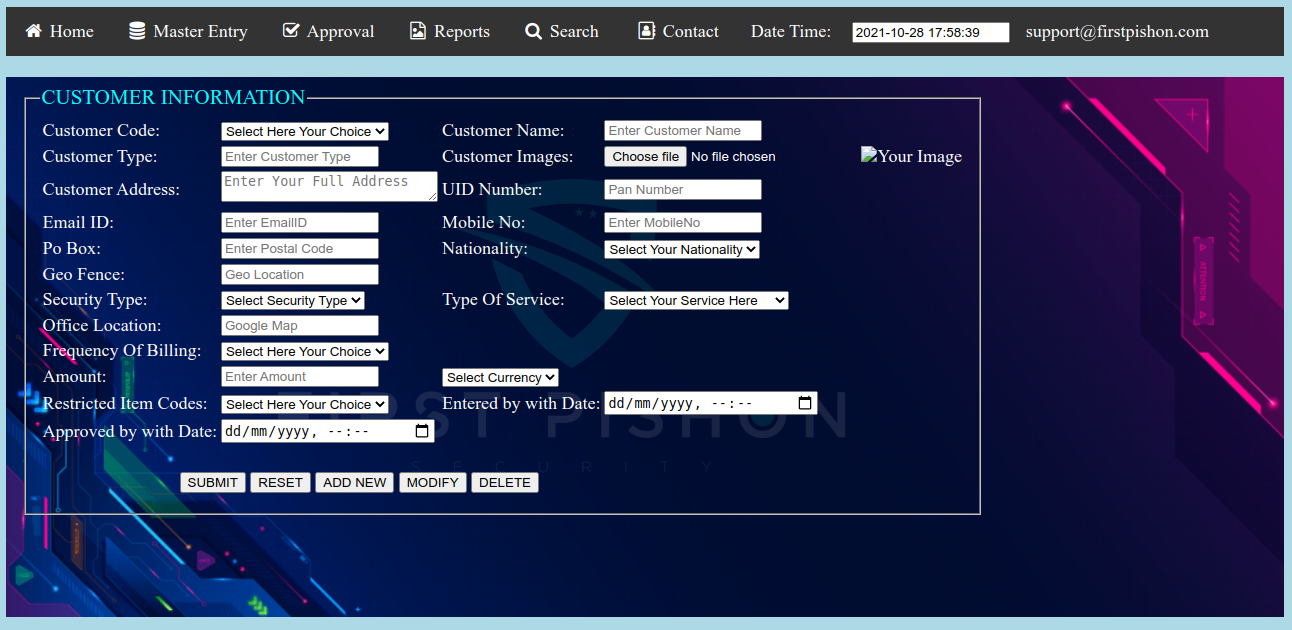 Home Master Entry Approval Reports Search Contact Date Time: 2021-10-28 17:58:39 support@firstpishon.com
CUSTOMER INFORMATION
Customer Code: Select Here Your Choice Customer Name: Enter Customer Name
Customer Type: Enter Customer Type Customer Images: Choose file No file chosen Your Image
Customer Address: Enter Your Full Address UID Number: Pan Number
Email ID: Enter EmailID Mobile No: Enter MobileNo
Po Box: Enter Postal Code Nationality: Select Your Nationality
Geo Fence: Geo Location
Security Type: Select Security Type Type Of Service: Select Your Service Here
Office Location: Google Map
Frequency Of Billing: Select Here Your Choice
Amount: Enter Amount Select Currency
Restricted Item Codes: Select Here Your Choice Entered by with Date: dd/mm/yyyy, --:--
Approved by with Date: dd/mm/yyyy, --:--
PISHON
SECURITY
SUBMIT RESET ADD NEW MODIFY DELETE